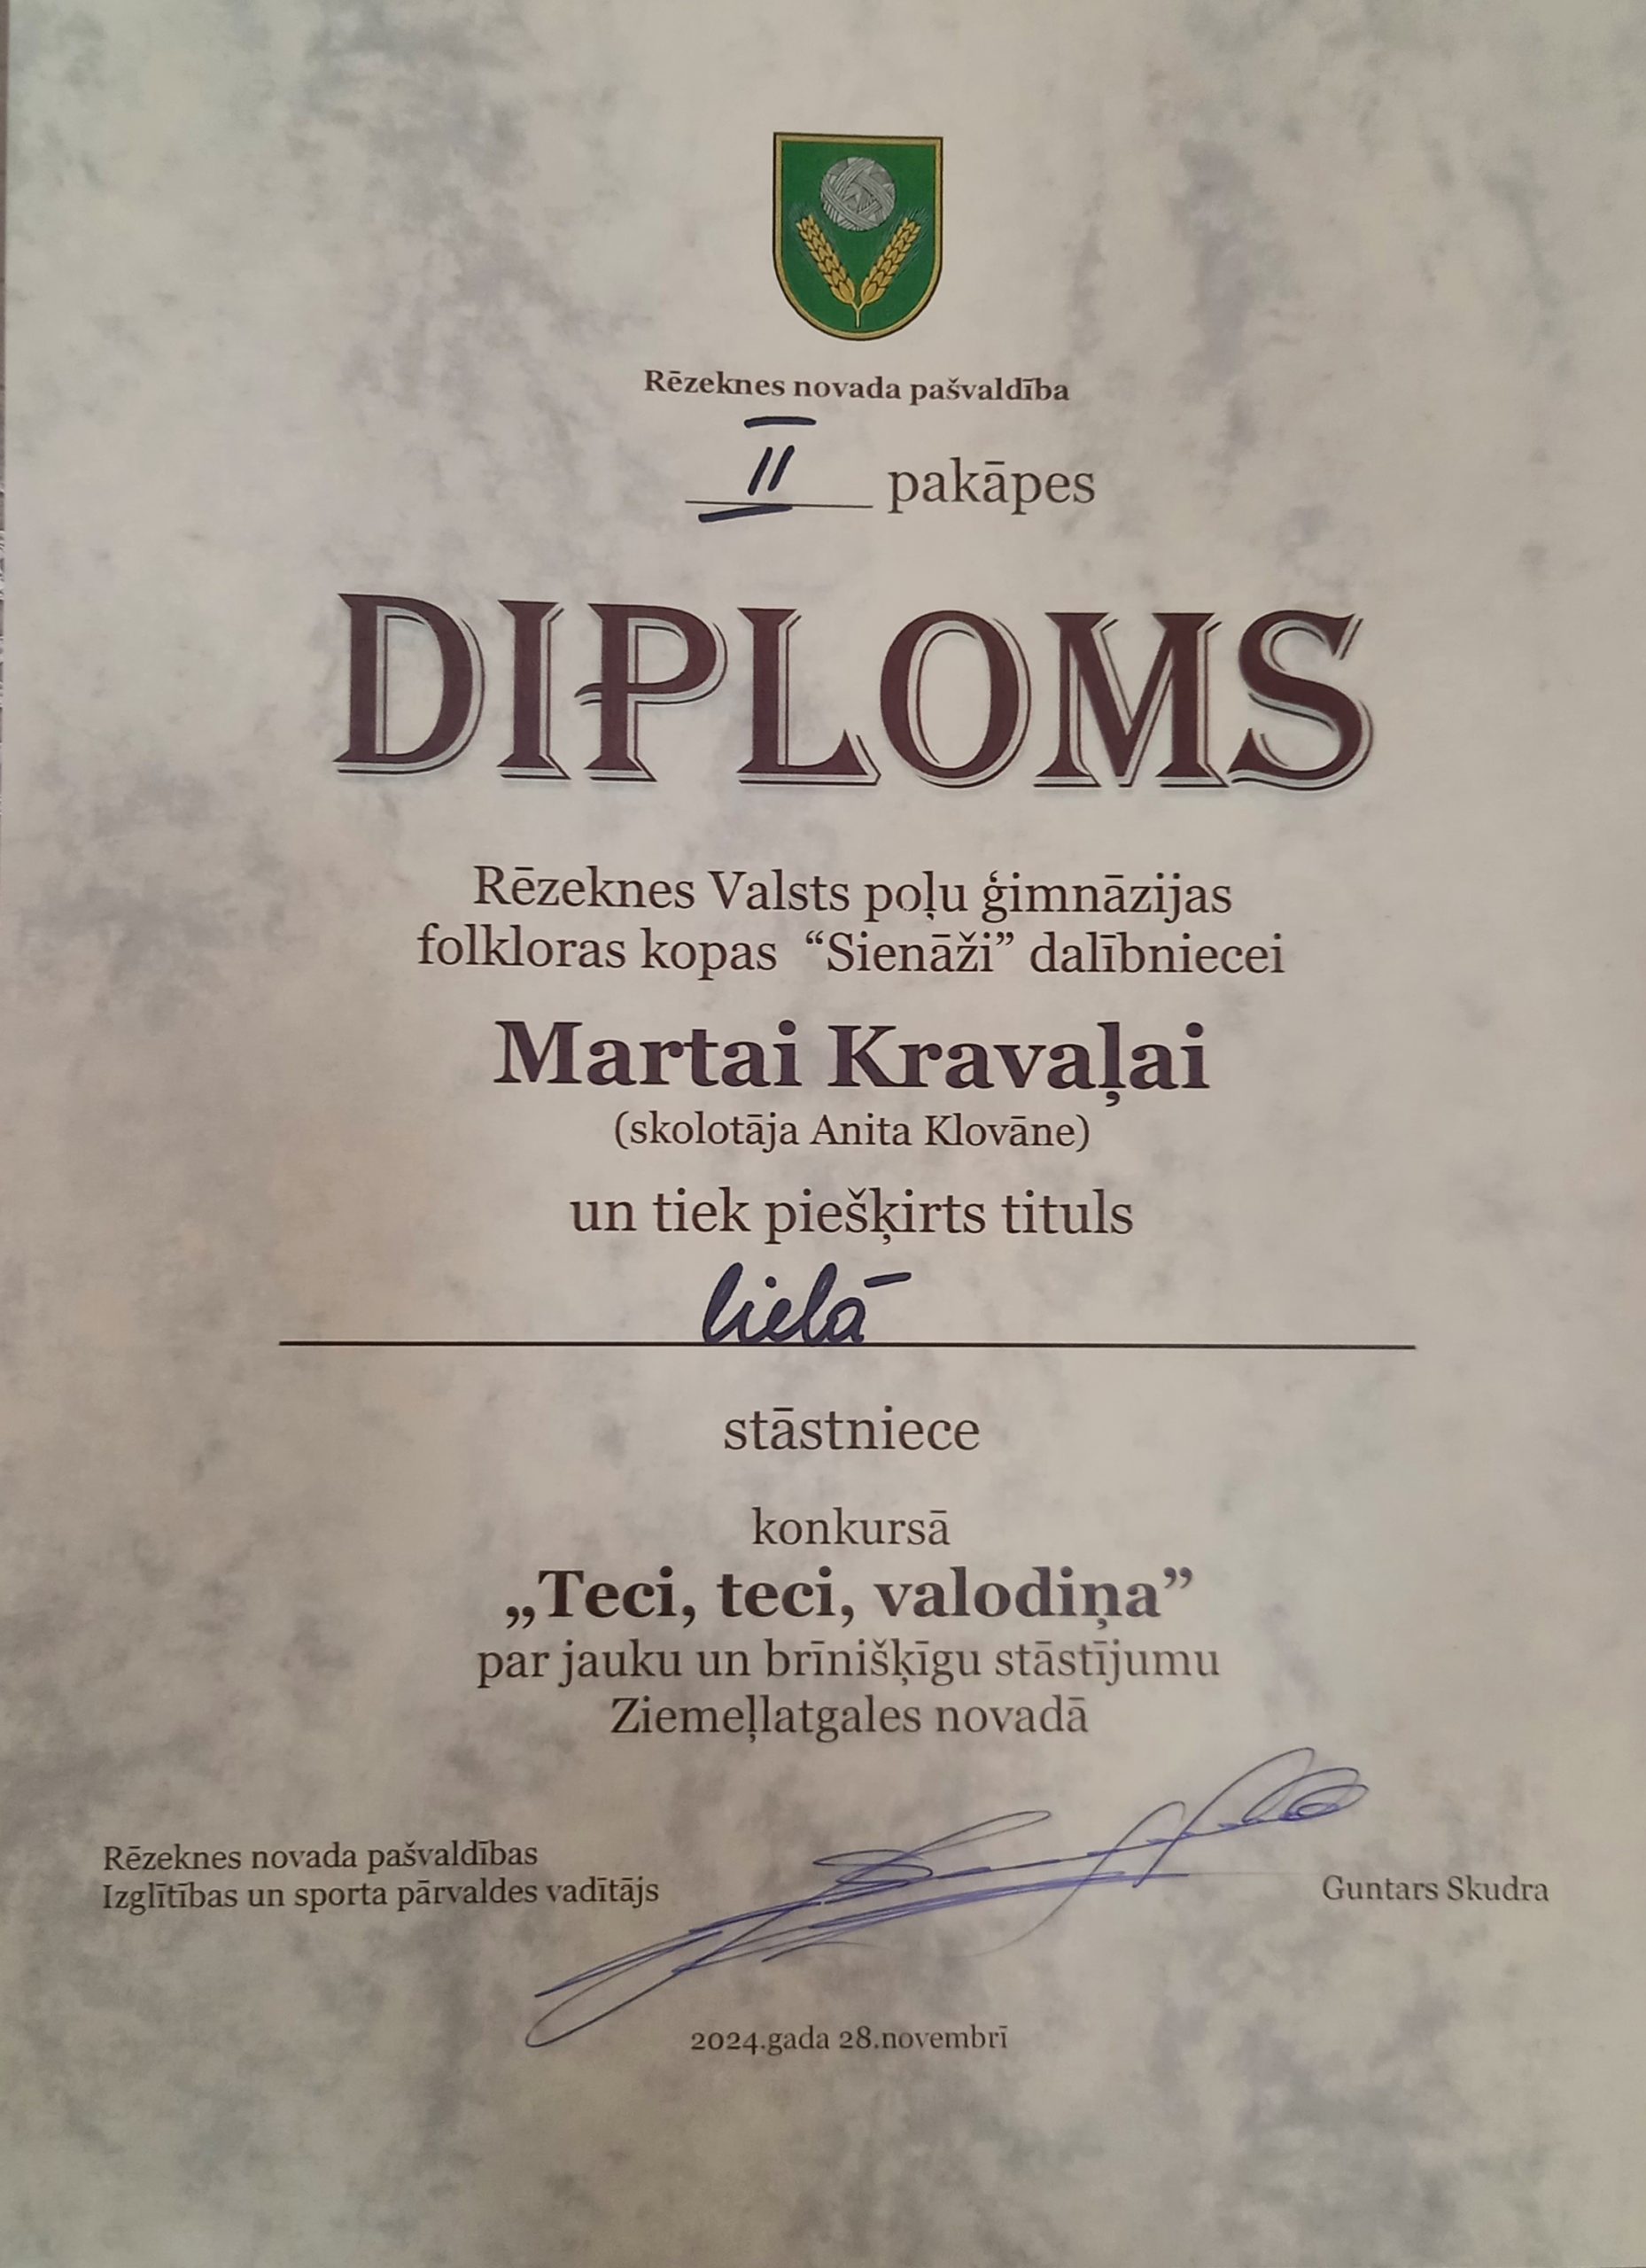 Rēzeknes novada pašvaldība
II pakāpes
DIPLOMS
Rēzeknes Valsts poļu ģimnāzijas
folkloras kopas “Sienāži” dalībniecei
Martai Kravaļai
(skolotāja Anita Klovāne)
un tiek piešķirts tituls
lielā
stāstniece
konkursā
„Teci, teci, valodiņa”
par jauku un brīnišķīgu stāstījumu
Ziemeļlatgales novadā
Rēzeknes novada pašvaldības
Izglītības un sporta pārvaldes vadītājs
Guntars Skudra
2024.gada 28.novembrī